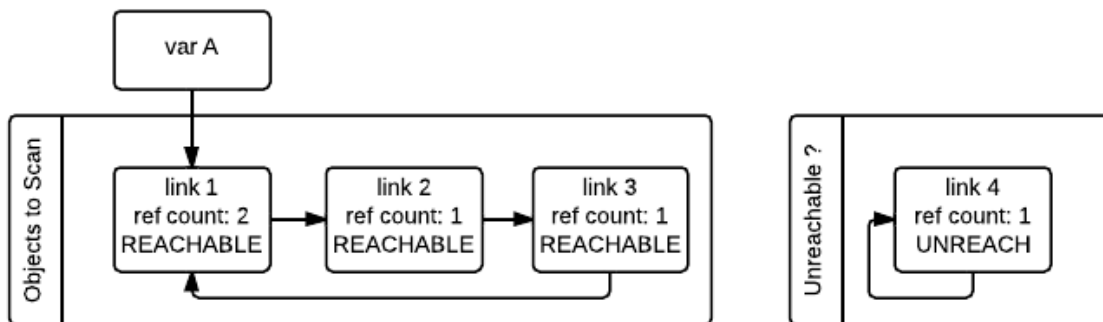 var A
Objects to Scan
link 1
ref count: 2
REACHABLE
link 2
ref count: 1
REACHABLE
link 3
ref count: 1
REACHABLE
Unreachable ?
link 4
ref count: 1
UNREACH